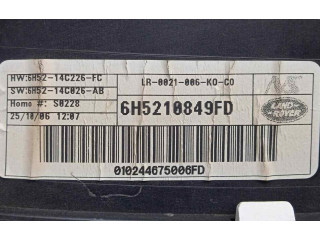 HW:6H52-14C226-FC
SW:6H52-14C026-AB
Homo #: S0228
25/10/06 12:07
LR-0021-006-KO-CO
6H5210849FD
LAND-
ROVER
010244675006FD